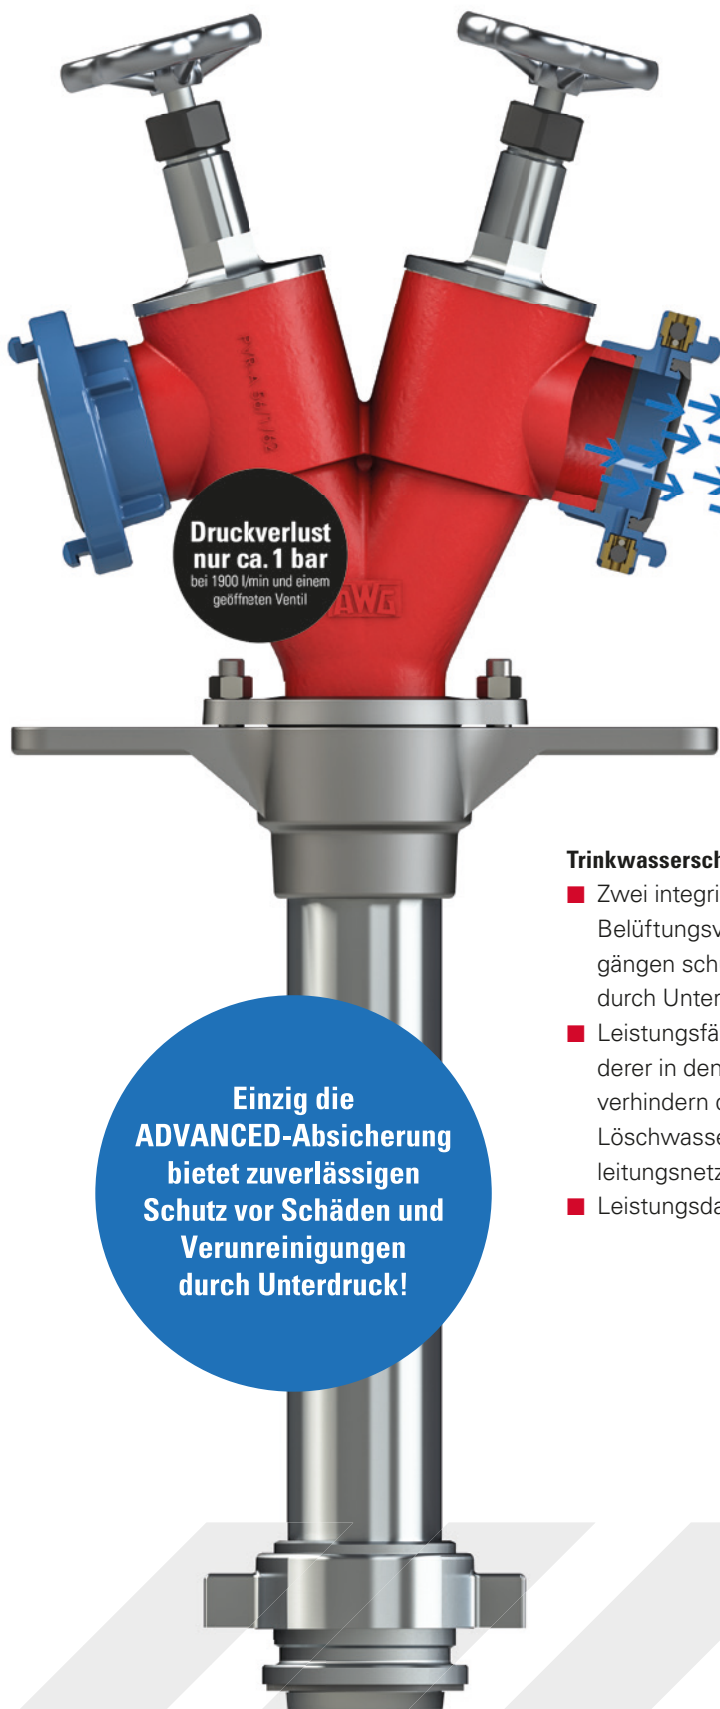 Druckverlust
nur ca. 1 bar
bei 1900 l/min und einem
geöffneten Ventil
AWG
Trinkwassersch
Zwei integri
Belüftungsv
gängen sch
durch Unter
Leistungsfä
derer in den
verhindern d
Löschwasse
leitungsnetz
Leistungsda
Einzig die
ADVANCED-Absicherung
bietet zuverlässigen
Schutz vor Schäden und
Verunreinigungen
durch Unterdruck!